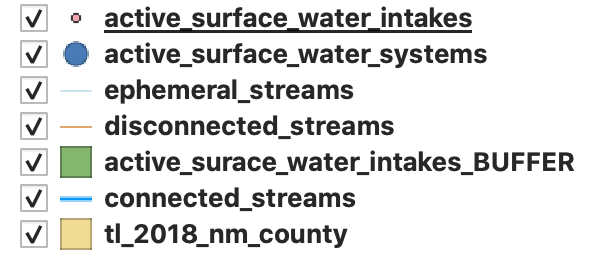 active_surface_water_intakes
active_surface_water_systems
ephemeral_streams
disconnected_streams
active_surace_water_intakes_BUFFER
connected_streams
tl_2018_nm_county